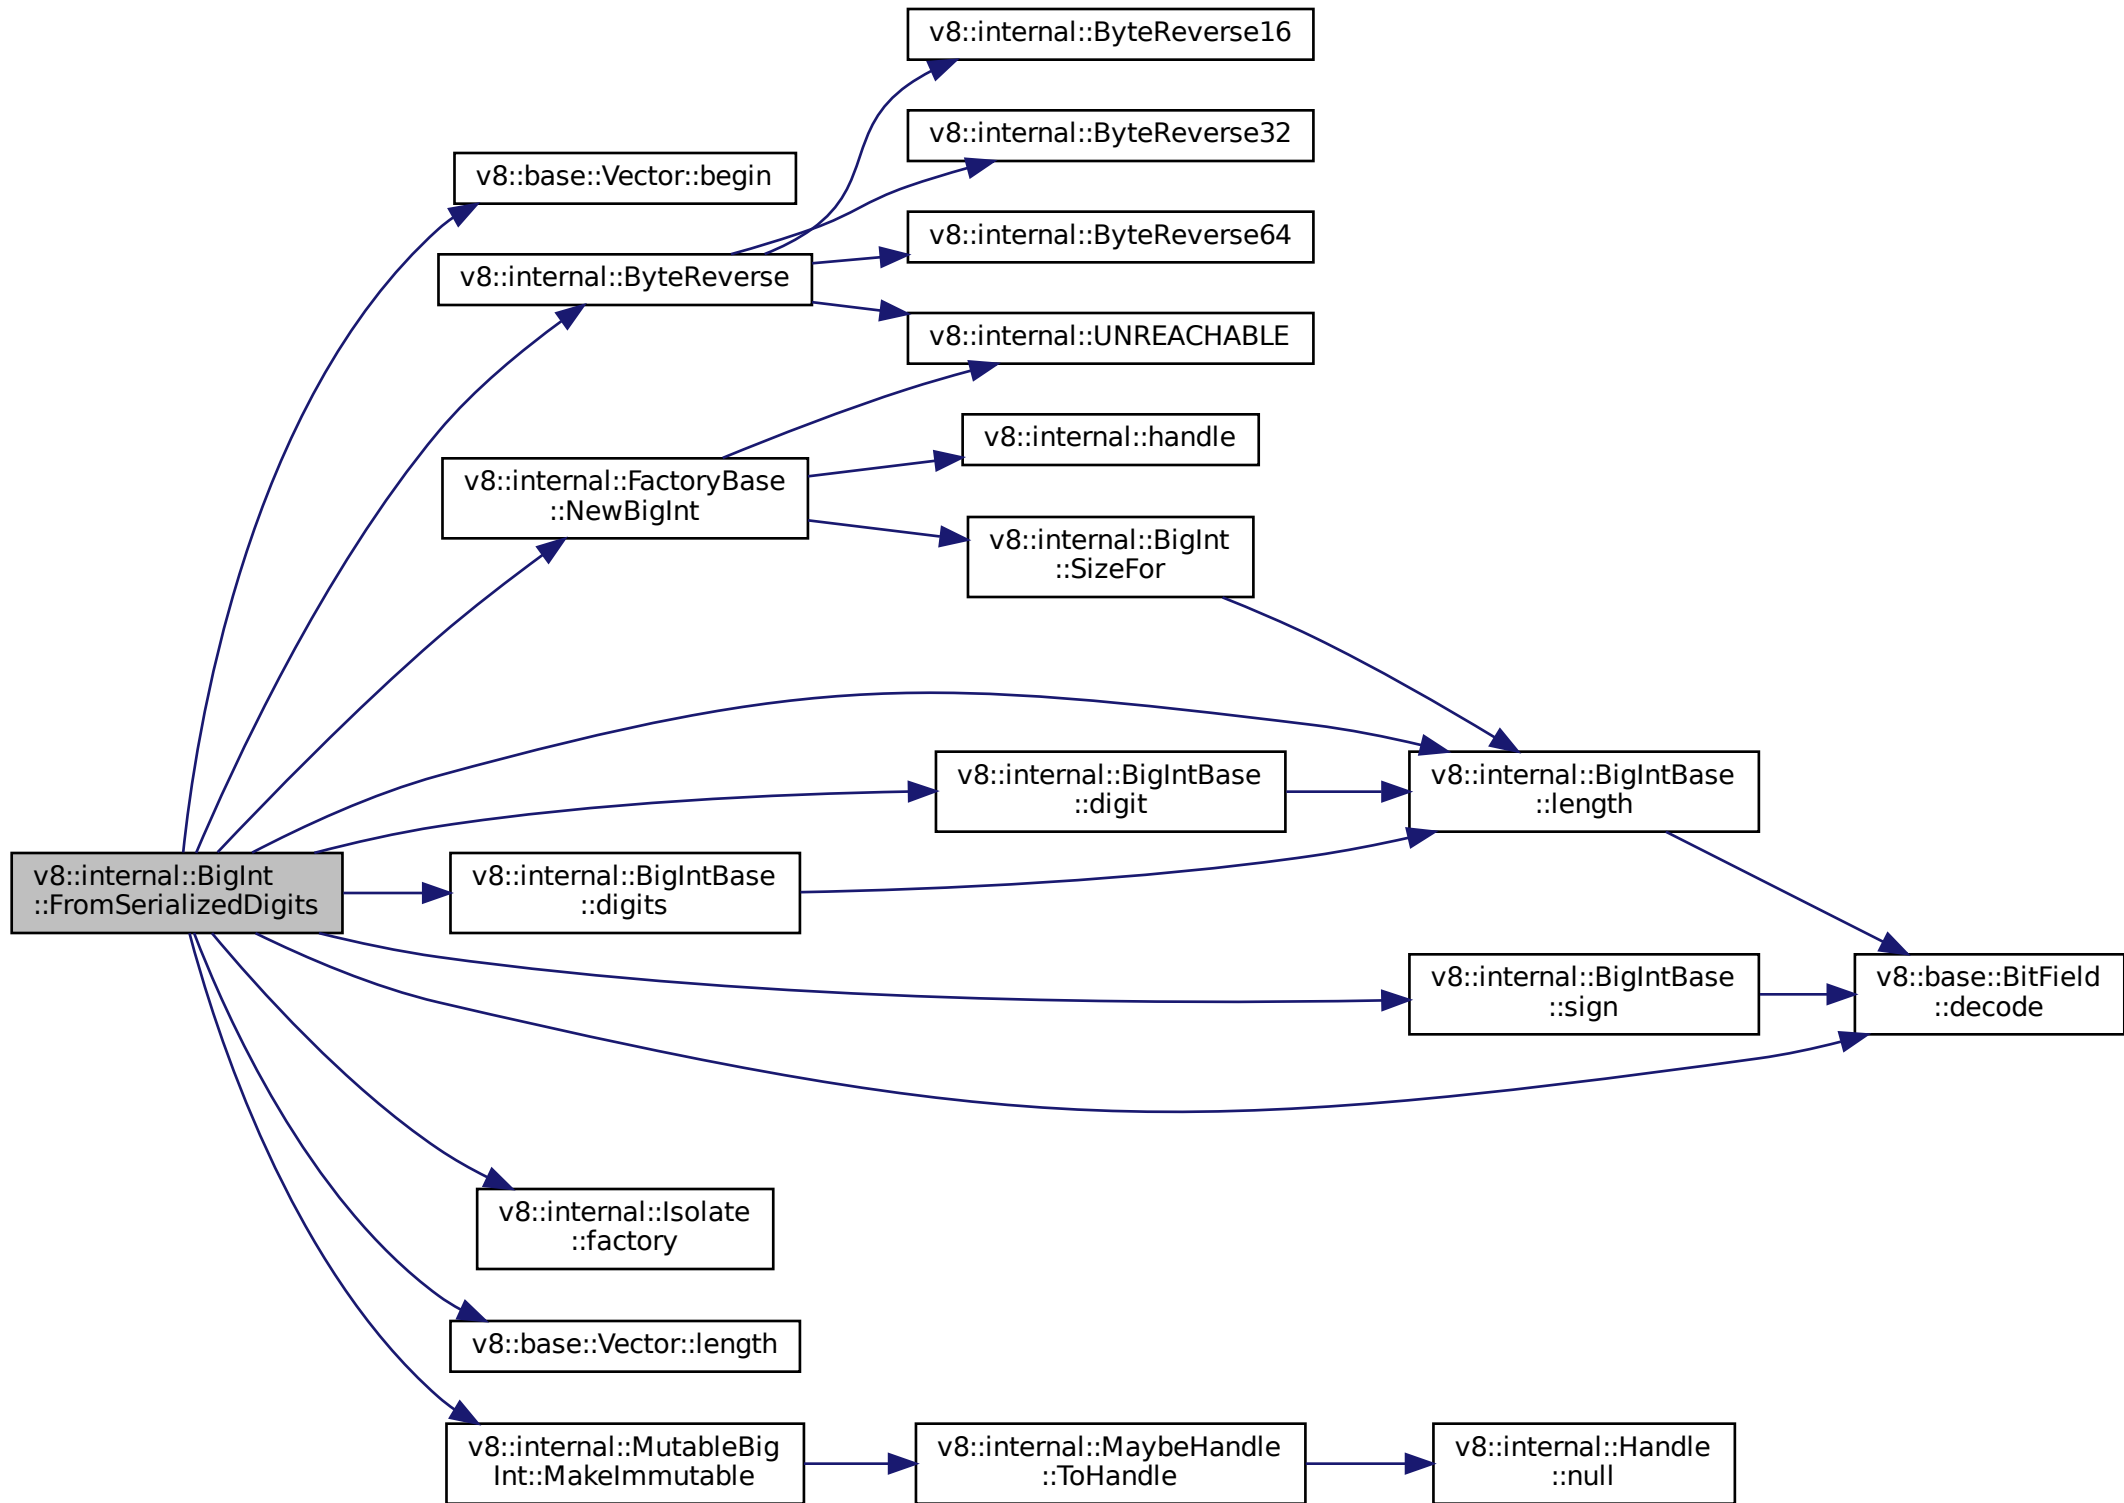 v8::internal::ByteReverse16
v8::internal::ByteReverse32
v8::base::Vector::begin
v8::internal::ByteReverse64
v8::internal::ByteReverse
v8::internal::UNREACHABLE
v8::internal::handle
v8::internal::FactoryBase
::NewBigInt
v8::internal::BigInt
::SizeFor
v8::internal::BigIntBase
::digit
v8::internal::BigIntBase
::length
v8::internal::BigInt
::FromSerializedDigits
v8::internal::BigIntBase
::digits
v8::internal::BigIntBase
::sign
v8::base::BitField
::decode
v8::internal::Isolate
::factory
v8::base::Vector::length
v8::internal::MutableBig
Int::MakeImmutable
v8::internal::MaybeHandle
::ToHandle
v8::internal::Handle
::null